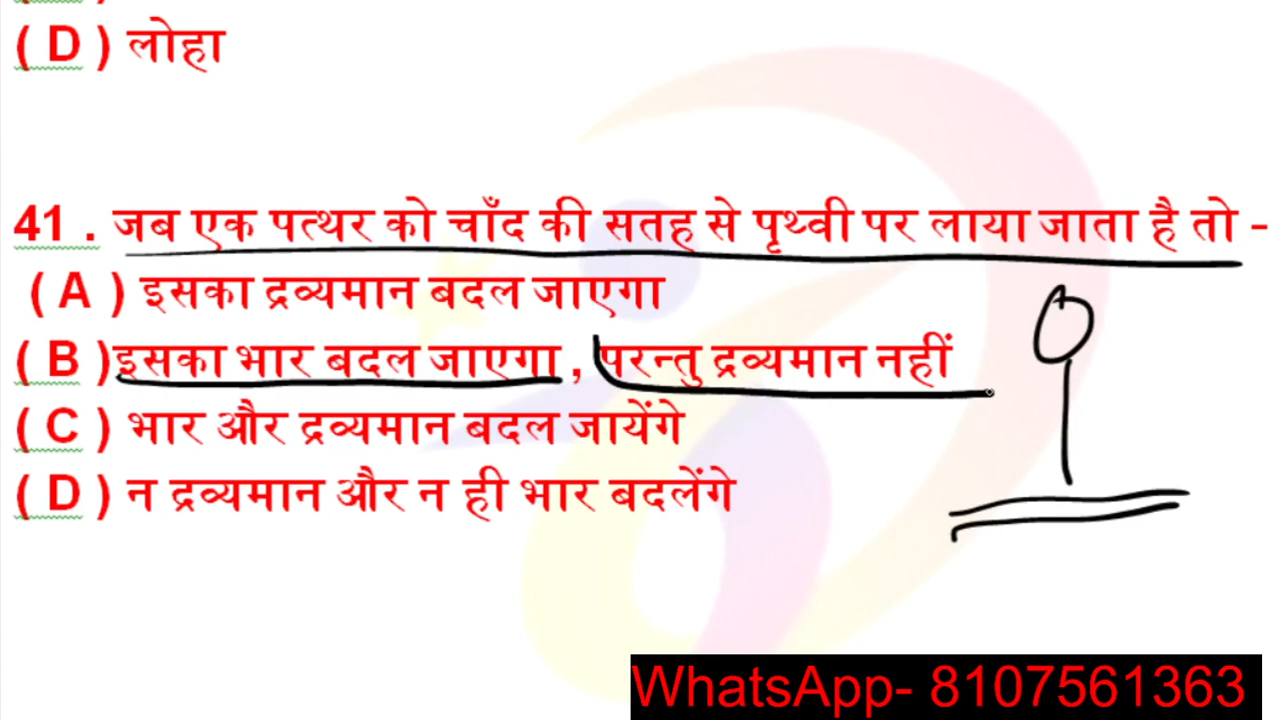 ( D ) लोहा
41 . जब एक पत्थर को चाँद की सतह से पृथ्वी पर लाया जाता है तो -
( A ) इसका द्रव्यमान बदल जाएगा
( B )इसका भार बदल जाएगा , परन्तु द्रव्यमान नहीं
( C ) भार और द्रव्यमान बदल जायेंगे
( D ) न द्रव्यमान और न ही भार बदलेंगे
WhatsApp- 8107561363